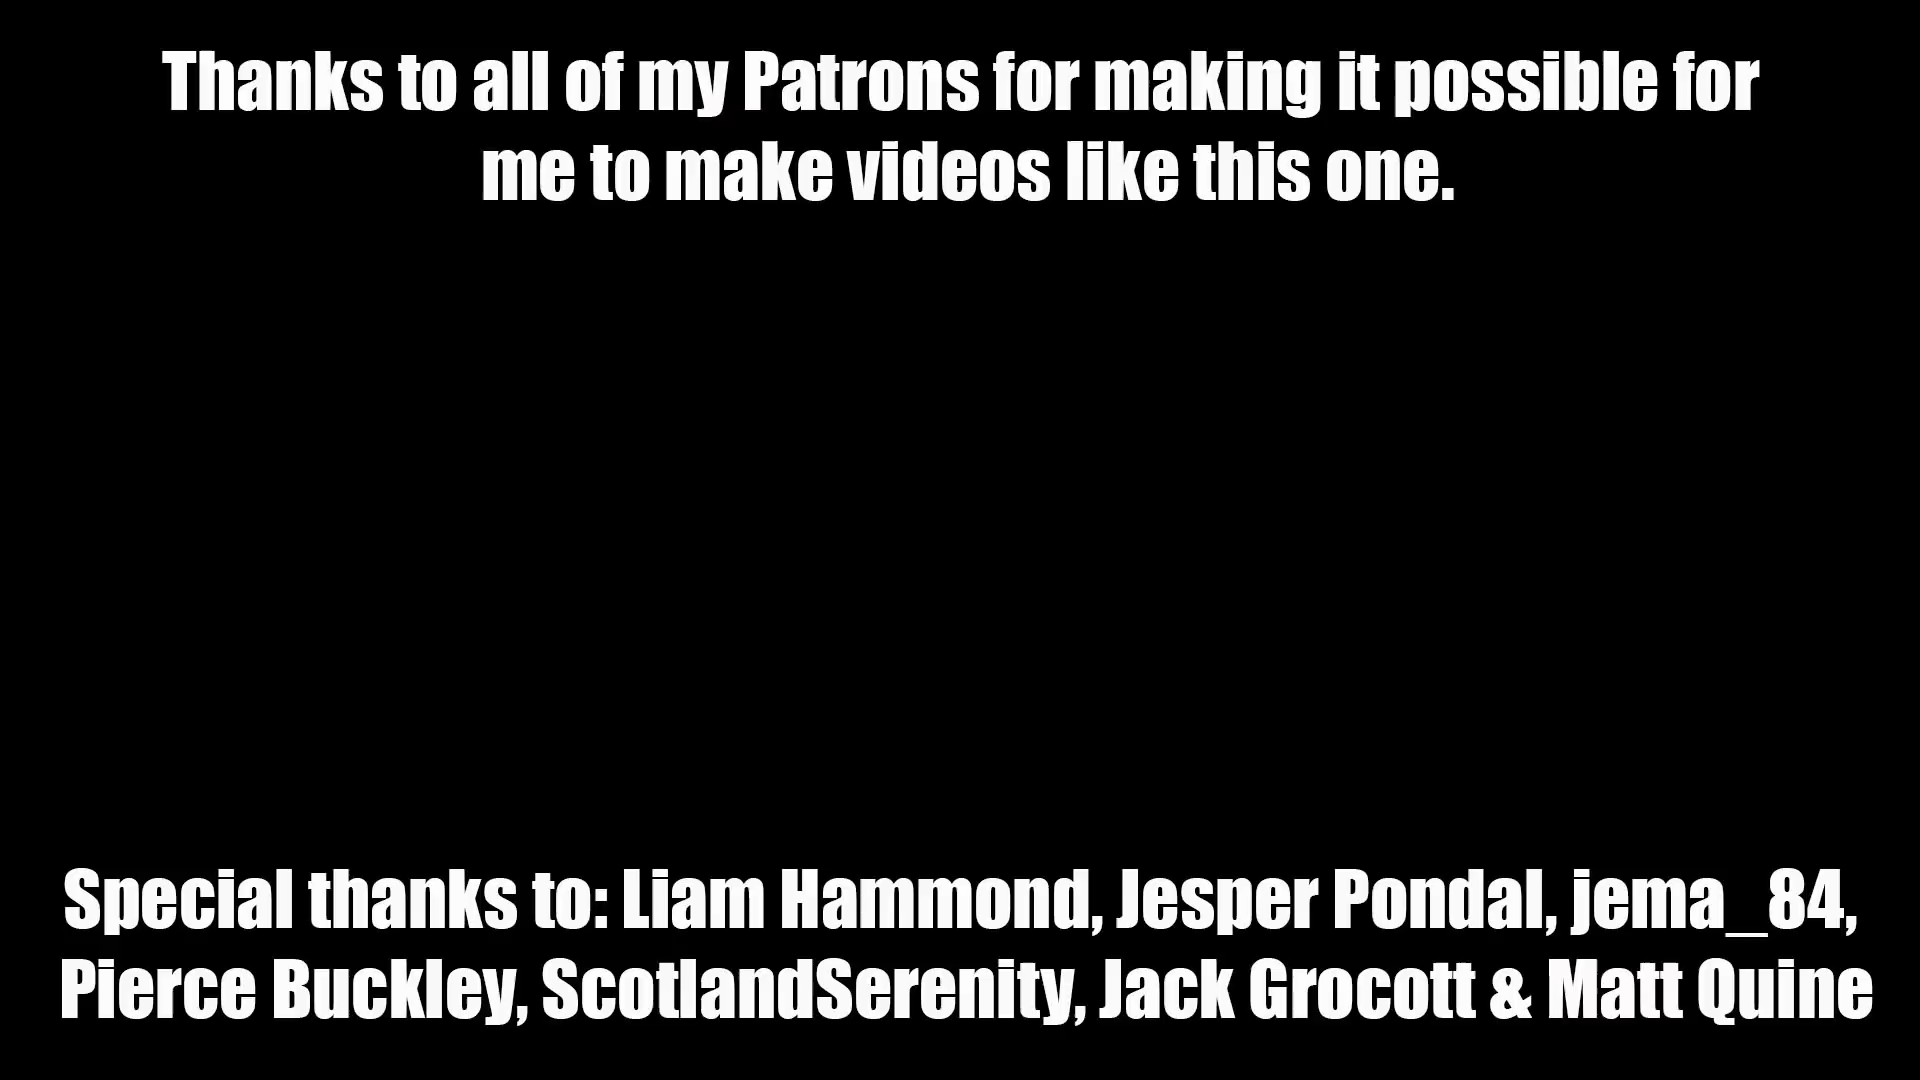 Thanks to all of my Patrons for making it possible for
me to make videos like this one.
Special thanks to: Liam Hammond, Jesper Pondal, jema_84,
Pierce Buckley, ScotlandSerenity, Jack Grocott & Matt Quine